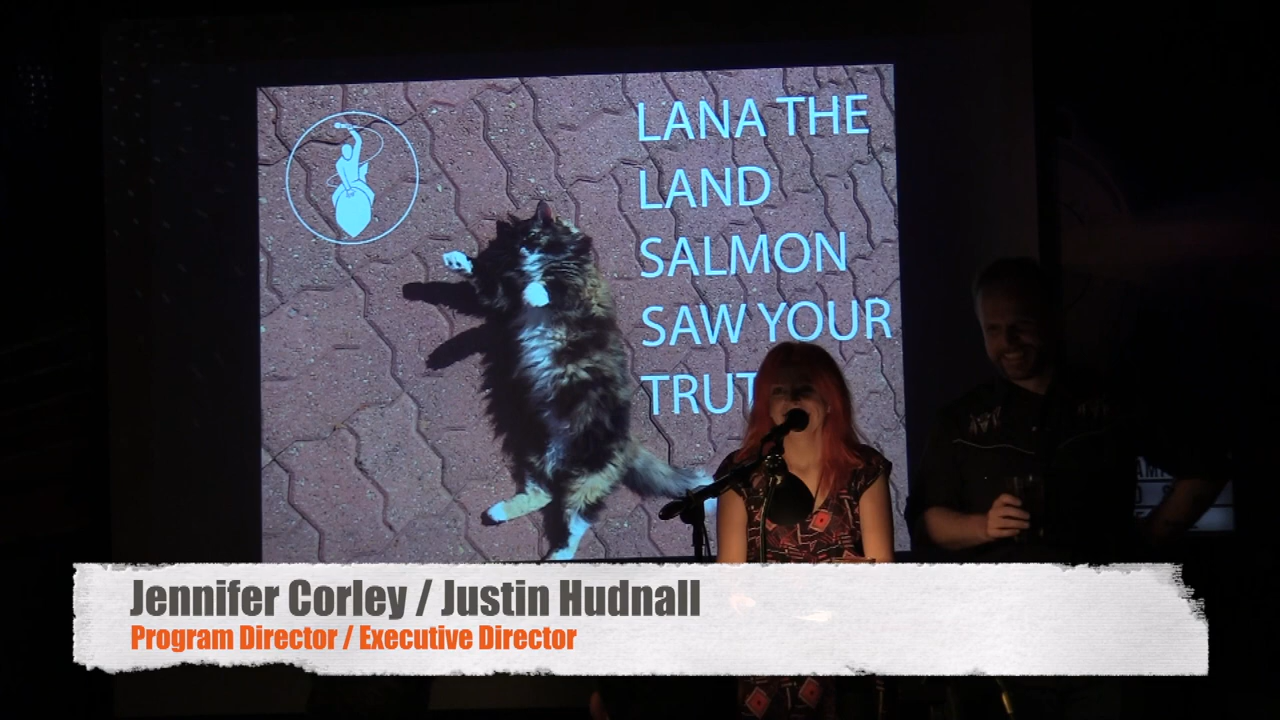 LANA THE
LAND
SALMON
SAW YOUR
Jennifer Corley / Justin Hudnall
Program Director / Executive Director